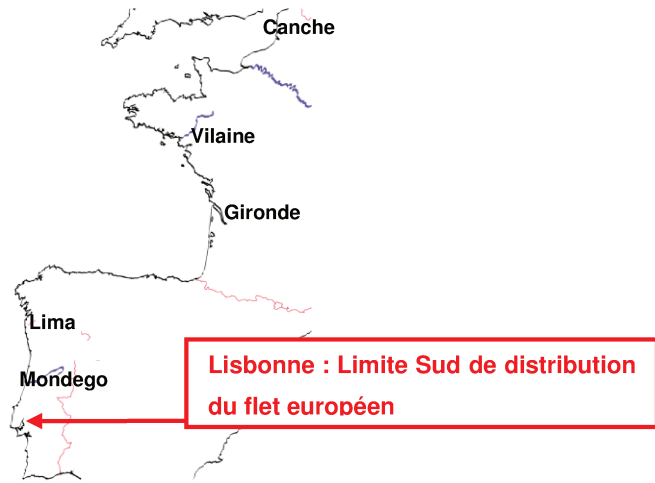 Canche
Vilaine
Gironde
Lima
Mondego
Lisbonne : Limite Sud de distribution
du flet européen